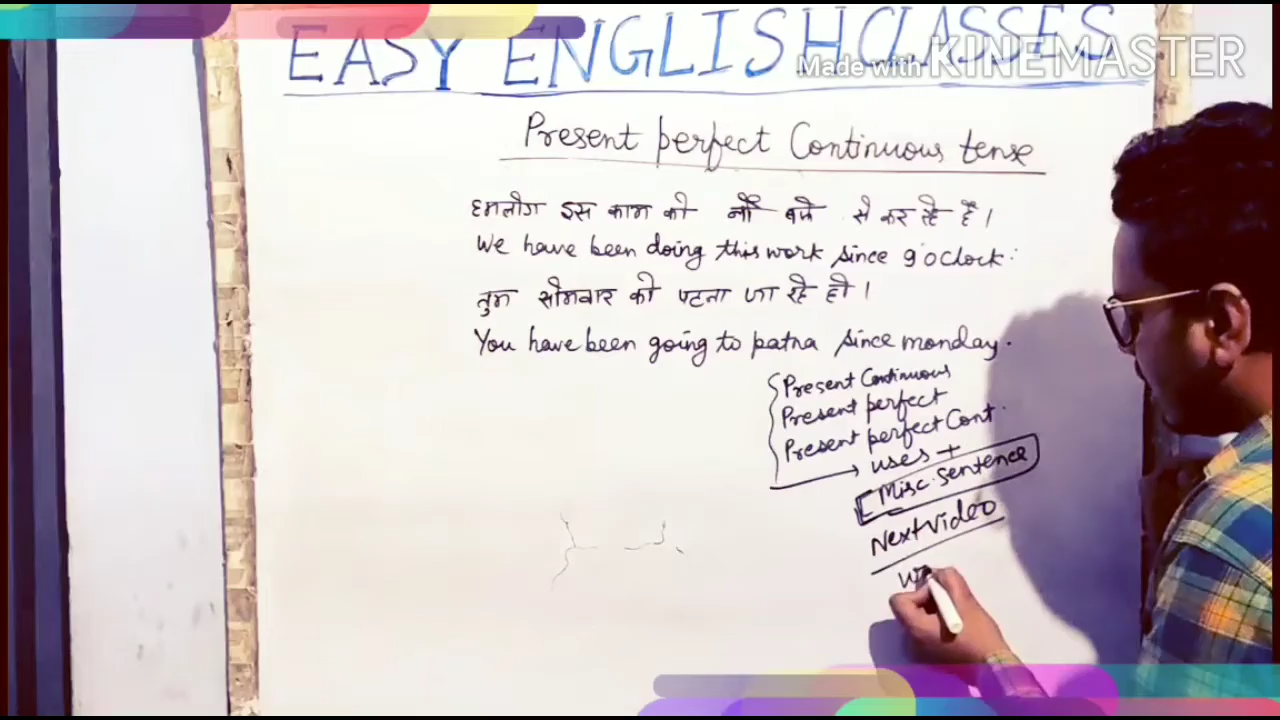 EASY ENGLISH CLASSES
Made with KINEMASTER
Present perfect Continuous tense
हमलोग इस काम को नौ बजे से कर रहे हैं।
We have been doing this work since 9 o'clock.
तुम सोमवार को पटना जा रहे हो।
You have been going to patna since monday.
Present Continuous
Present perfect
Present perfect Cont.
uses +
Misc. Sentence
Next Video